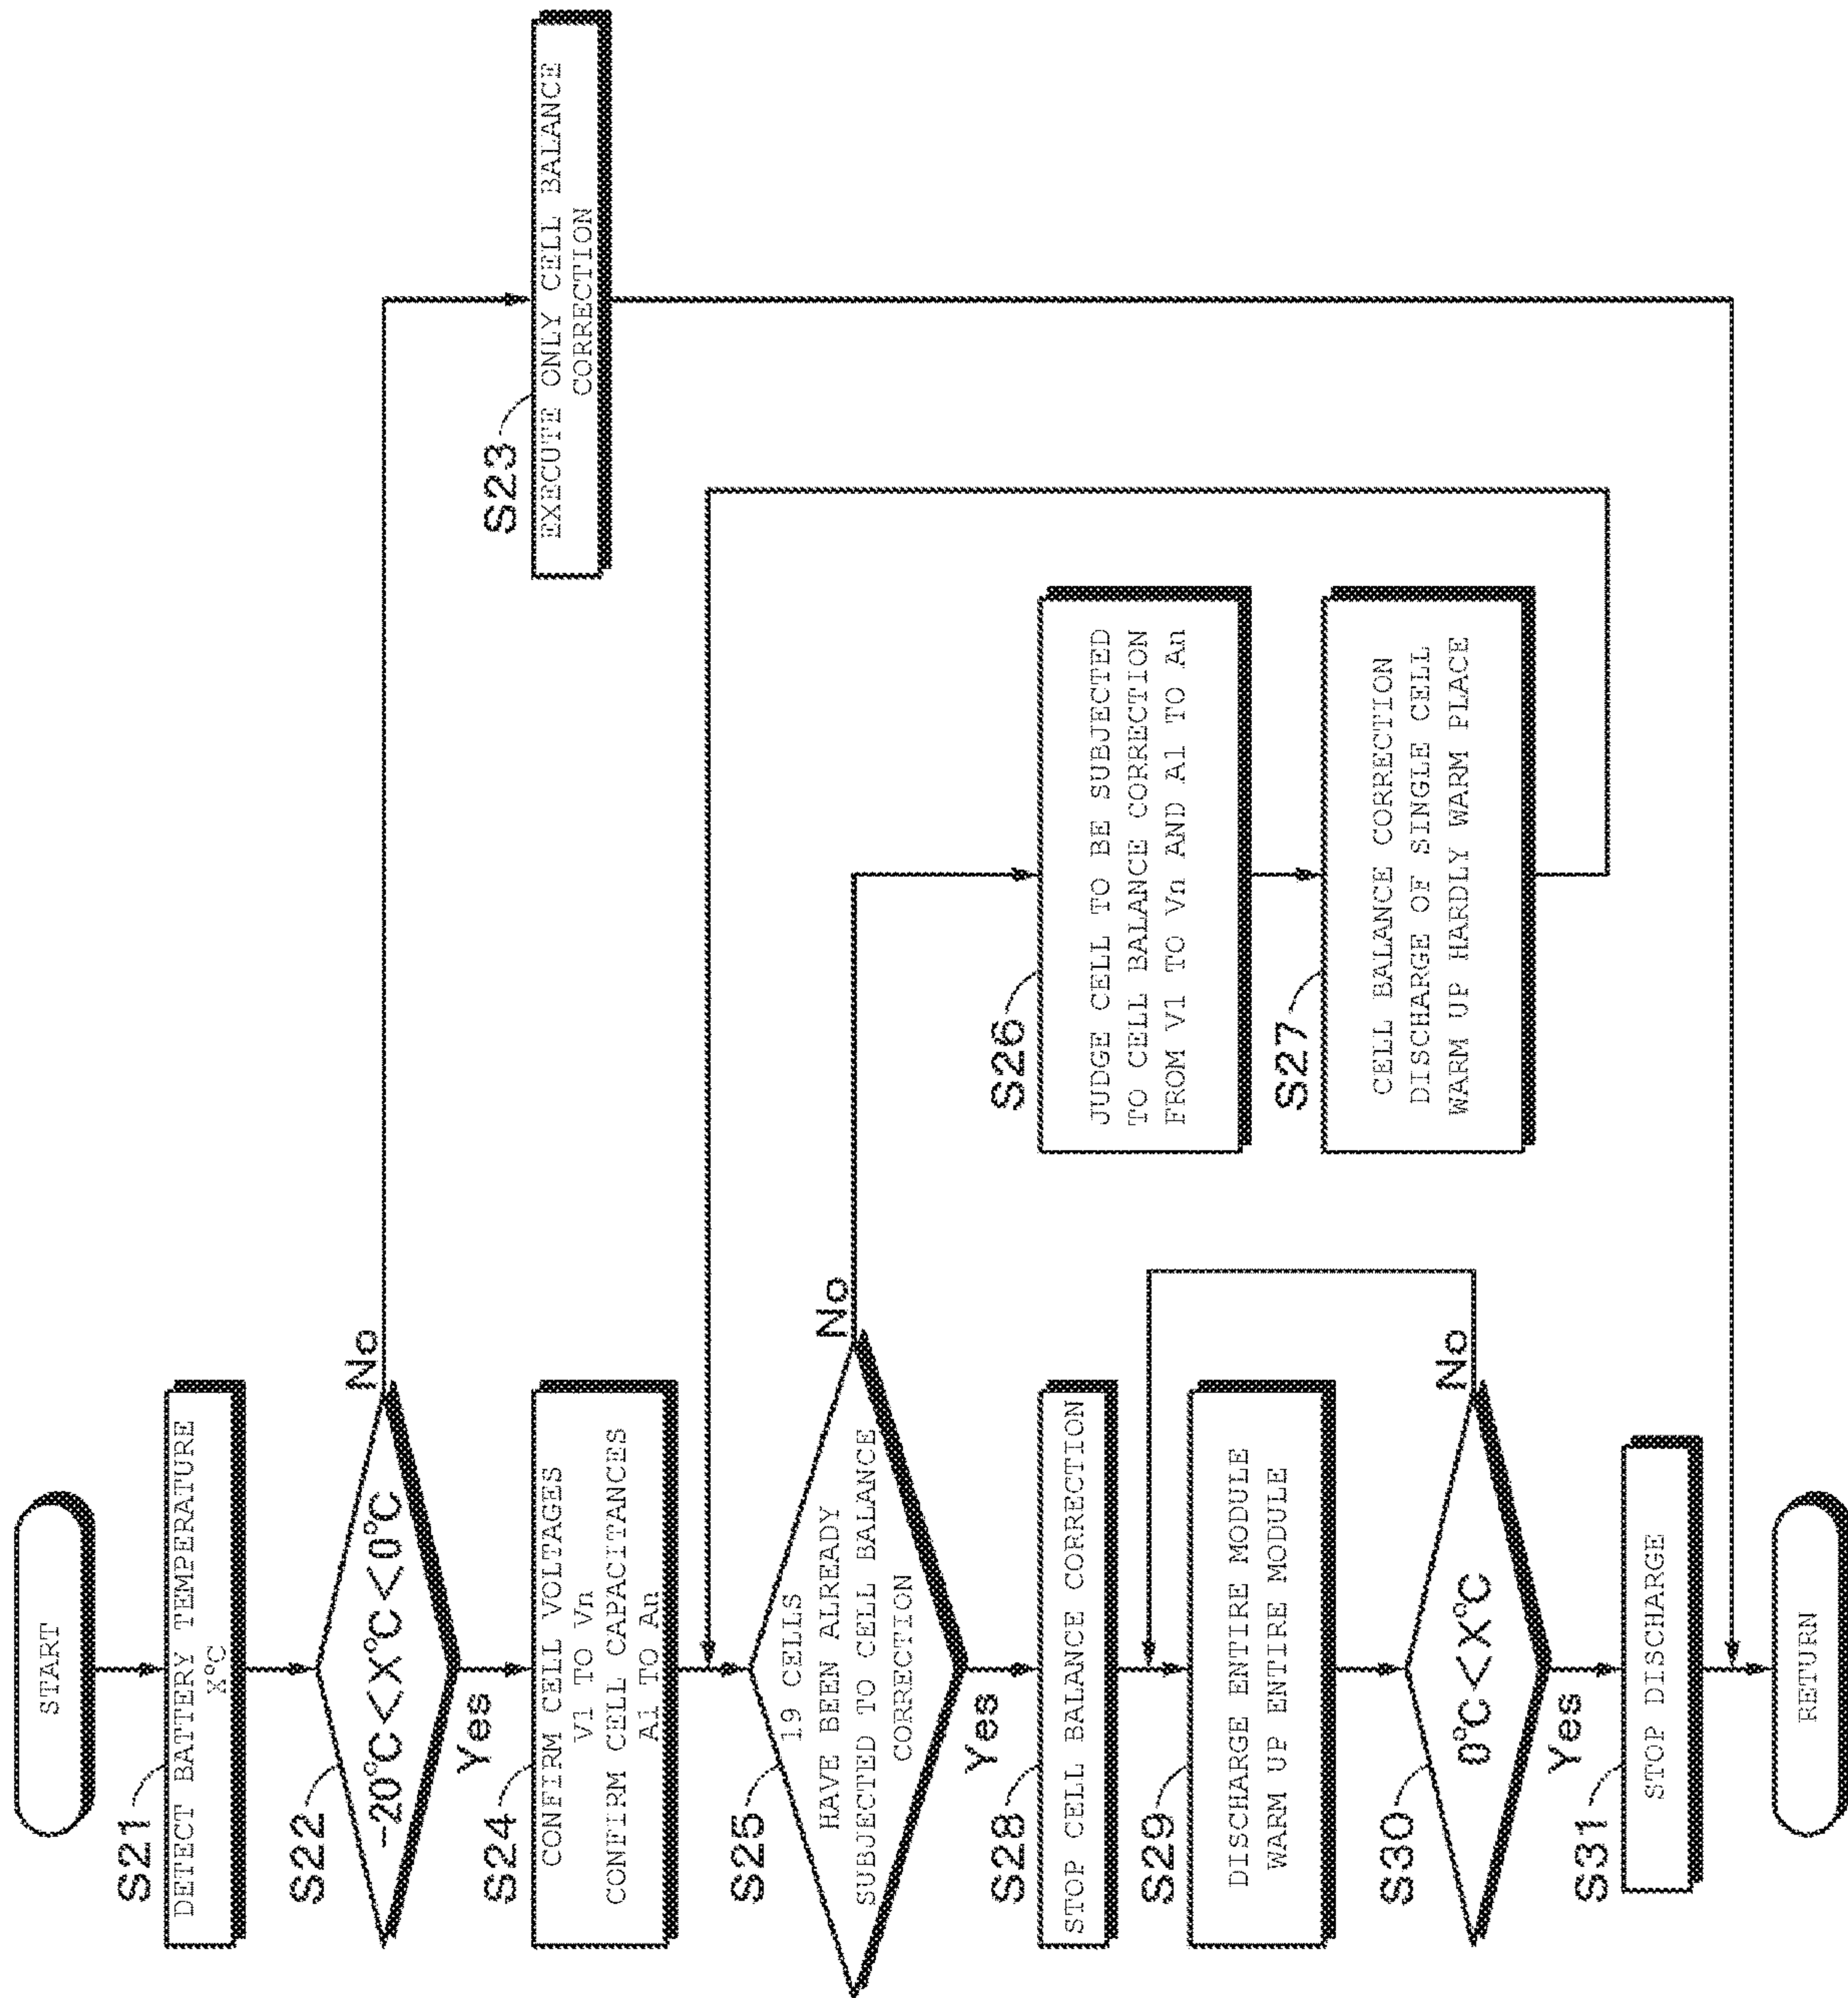 START
S21
DETECT BATTERY TEMPERATURE
X°C
S22
-20°C<X°C<0°C
No
Yes
S23
EXECUTE ONLY CELL BALANCE
CORRECTION
S24
CONFIRM CELL VOLTAGES
V1 TO Vn
CONFIRM CELL CAPACITANCES
A1 TO An
S25
19 CELLS
HAVE BEEN ALREADY
SUBJECTED TO CELL BALANCE
CORRECTION
No
Yes
S26
JUDGE CELL TO BE SUBJECTED
TO CELL BALANCE CORRECTION
FROM V1 TO Vn AND A1 TO An
S27
CELL BALANCE CORRECTION
DISCHARGE OF SINGLE CELL
WARM UP HARDLY WARM PLACE
S28
STOP CELL BALANCE CORRECTION
S29
DISCHARGE ENTIRE MODULE
WARM UP ENTIRE MODULE
S30
0°C<X°C
No
Yes
S31
STOP DISCHARGE
RETURN